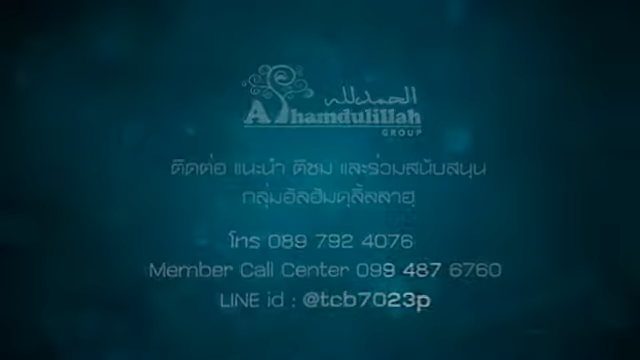 الحمدلله
Alhamdulillah
GROUP
ติดต่อ แนะนำ ติชม และร่วมสนับสนุน
กลุ่มอัลฮัมดุลิ้ลลาฮฺ
โทร 089 792 4076
Member Call Center 099 487 6760
LINE id : @tcb7023p